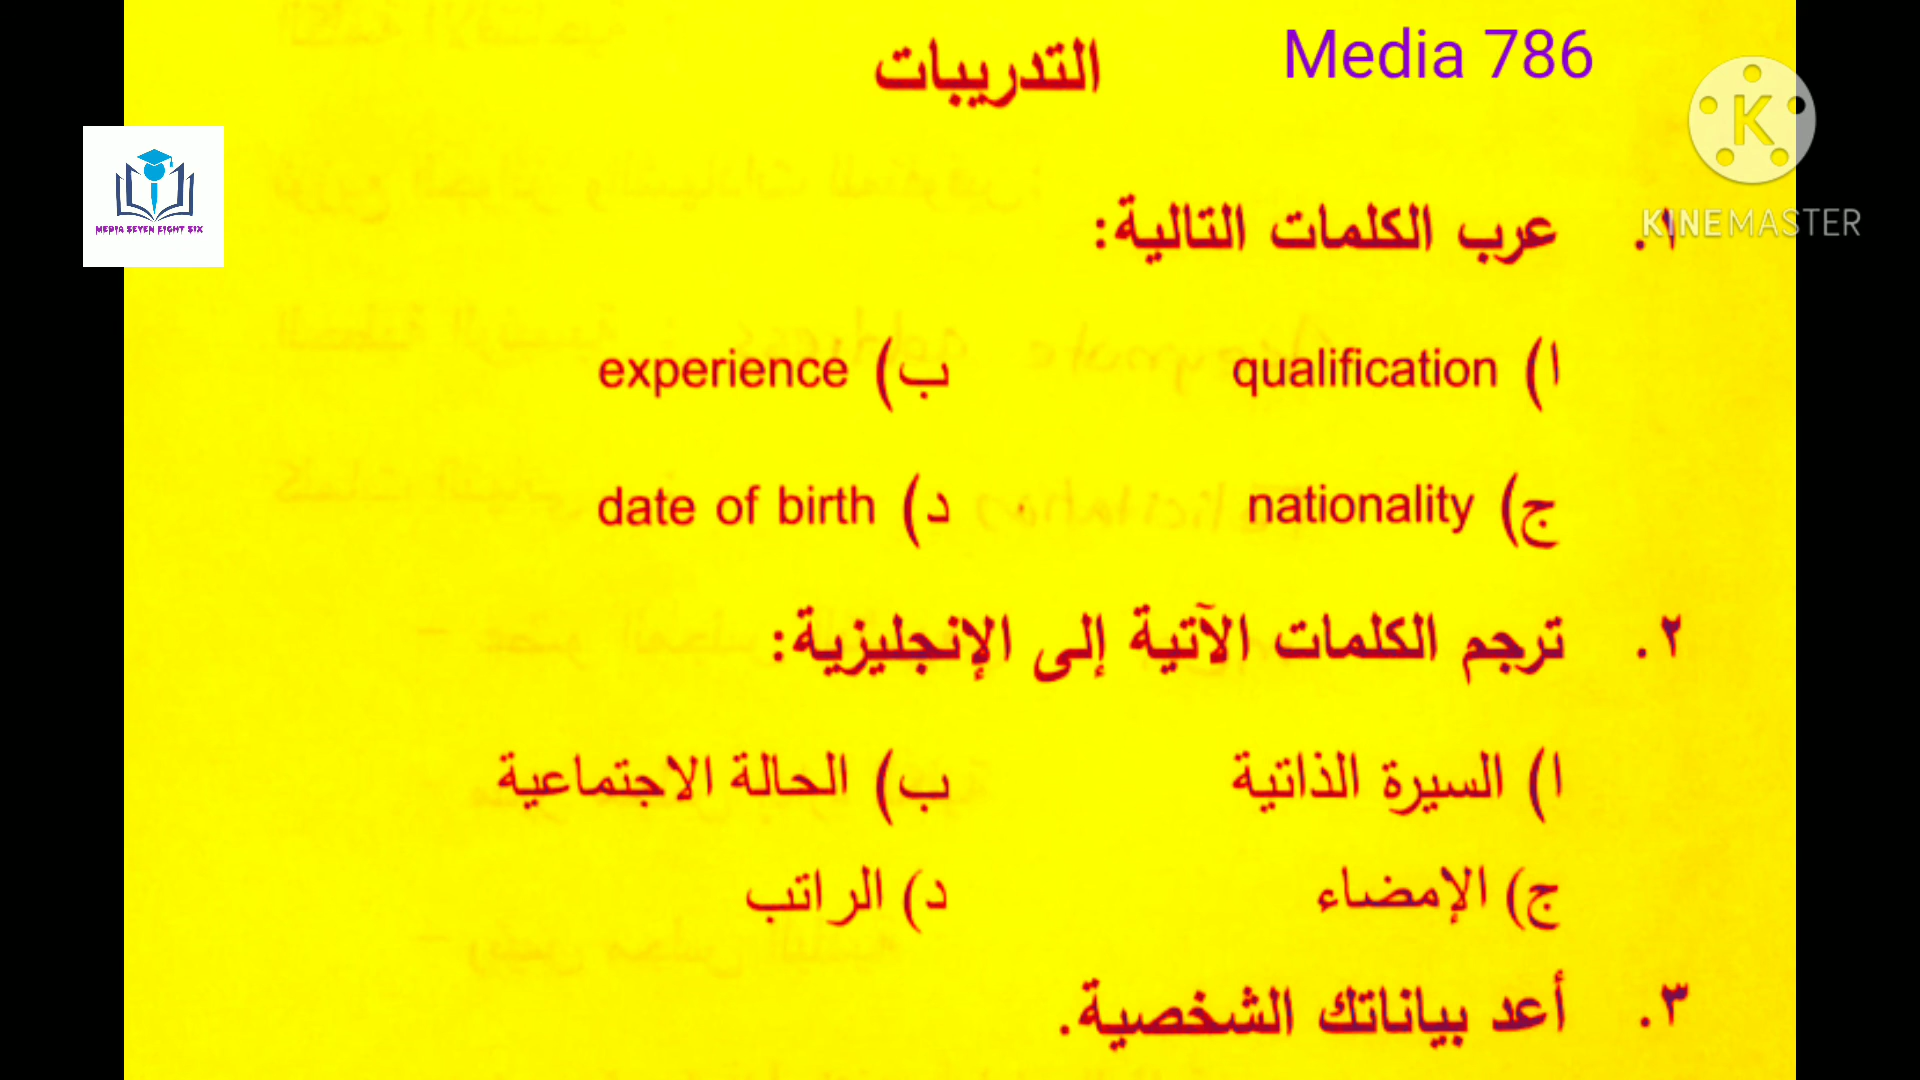 Media 786
التدريبات
MEDIA SEVEN EIGHT SIX
KINEMASTER
١. عرب الكلمات التالية:
ا) qualification ب) experience
ج) nationality د) date of birth
٢. ترجم الكلمات الآتية إلى الإنجليزية:
ا) السيرة الذاتية ب) الحالة الاجتماعية
ج) الإمضاء د) الراتب
٣. أعد بياناتك الشخصية.